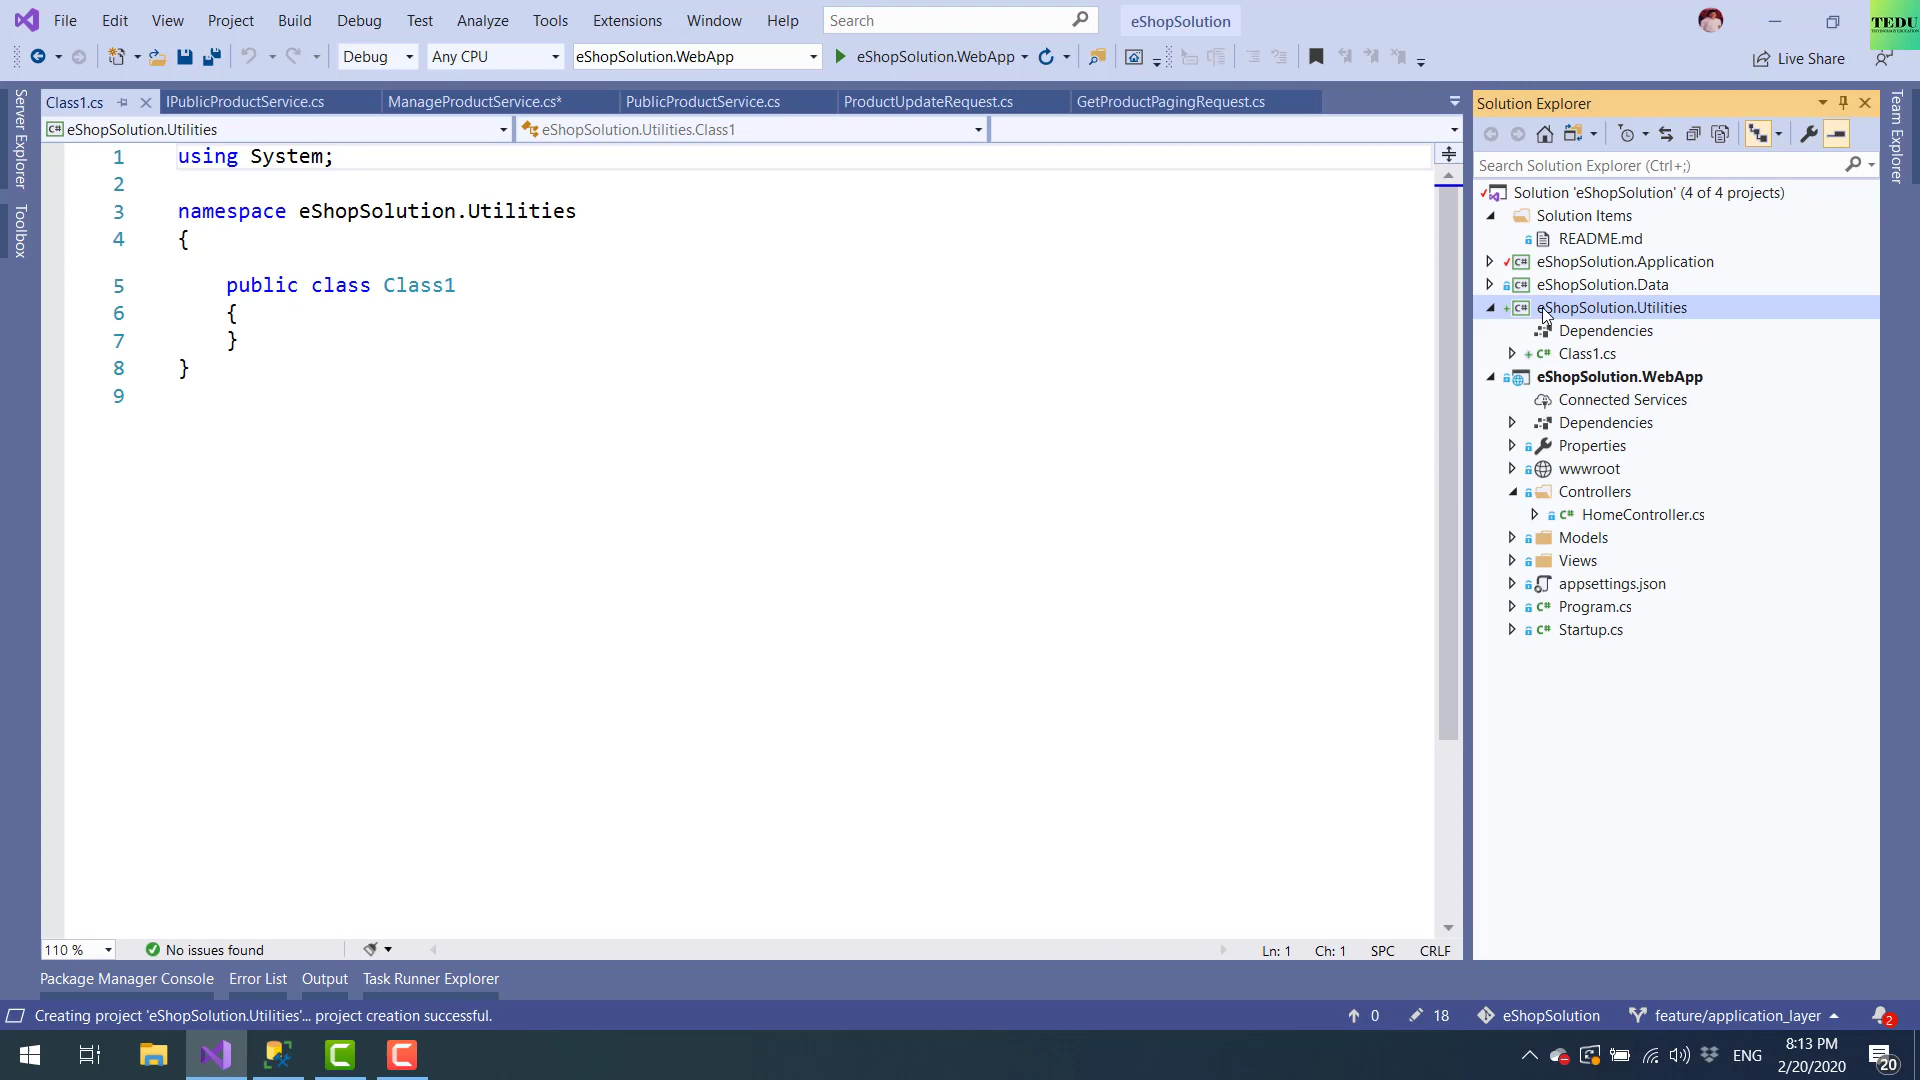 File Edit View Project Build Debug Test Analyze Tools Extensions Window Help Search eShopSolution TEDU
Debug Any CPU eShopSolution.WebApp eShopSolution.WebApp Live Share
Class1.cs IPublicProductService.cs ManageProductService.cs* PublicProductService.cs ProductUpdateRequest.cs GetProductPagingRequest.cs
eShopSolution.Utilities eShopSolution.Utilities.Class1
Server Explorer
Toolbox
1 using System;
2
3 namespace eShopSolution.Utilities
4 {
5 public class Class1
6 {
7 }
8 }
9
Solution Explorer
Search Solution Explorer (Ctrl+;)
Solution 'eShopSolution' (4 of 4 projects)
Solution Items
README.md
eShopSolution.Application
eShopSolution.Data
eShopSolution.Utilities
Dependencies
Class1.cs
eShopSolution.WebApp
Connected Services
Dependencies
Properties
wwwroot
Controllers
HomeController.cs
Models
Views
appsettings.json
Program.cs
Startup.cs
Team Explorer
110 % No issues found Ln: 1 Ch: 1 SPC CRLF
Package Manager Console Error List Output Task Runner Explorer
Creating project 'eShopSolution.Utilities'... project creation successful. 0 18 eShopSolution feature/application_layer 2
ENG 8:13 PM
2/20/2020 20